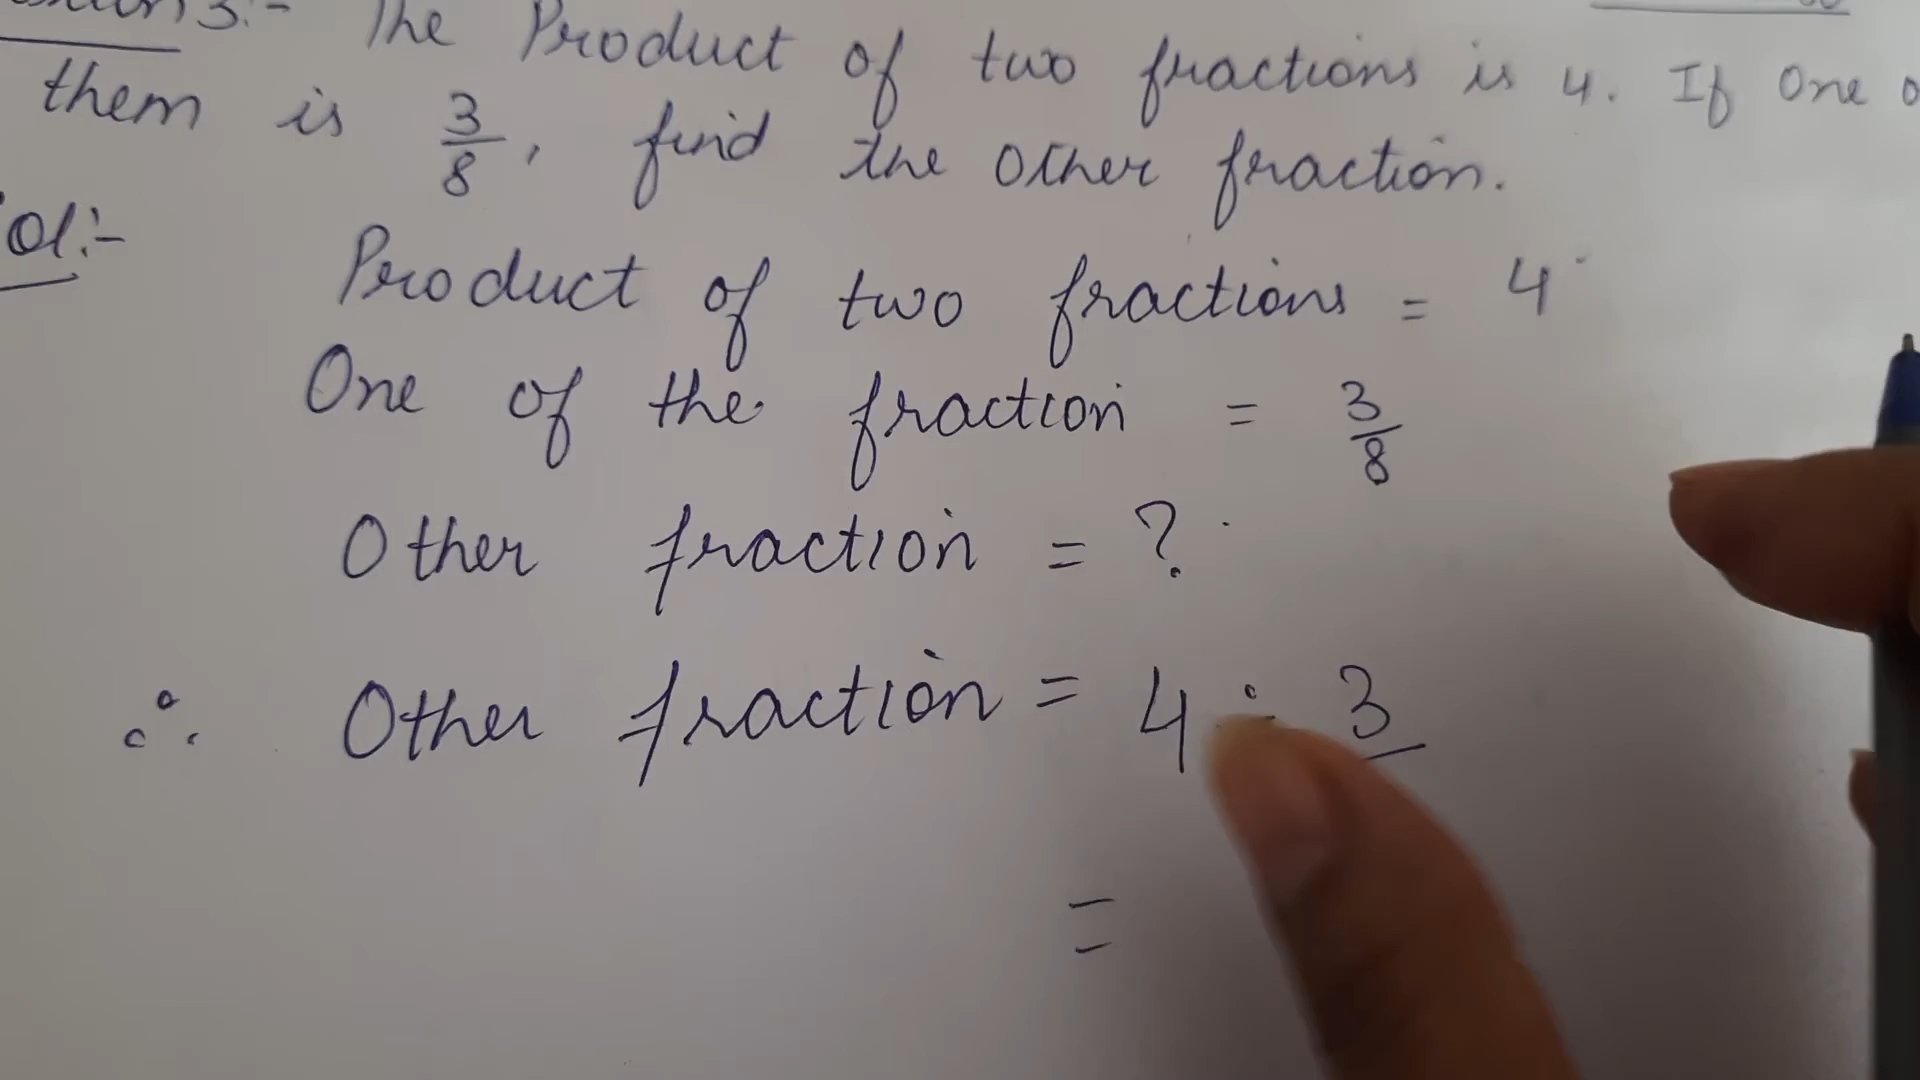 3:- The Product of two fractions is 4. If One
them is 3/8, find the Other fraction.
Product of two fractions = 4
One of the fraction = 3/8
Other fraction = ?
∴ Other fraction = 4 ÷ 3
=